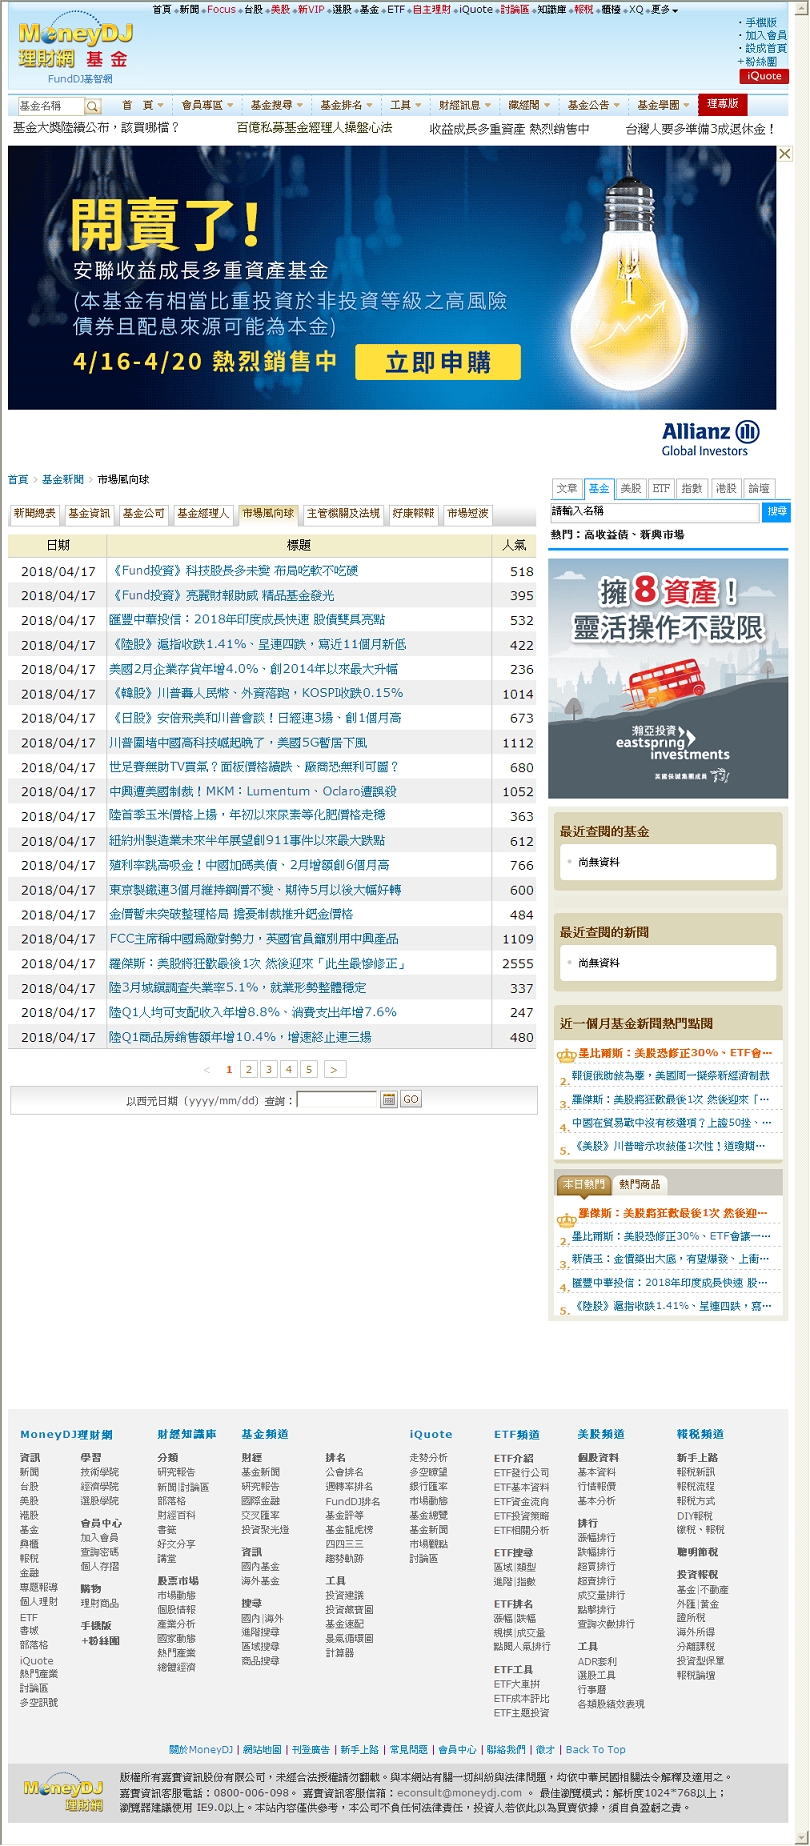 首頁 新聞 Focus 台股 美股 新VIP 選股 基金 ETF 自主理財 iQuote 討論區 知識庫 報稅 櫃檯 XQ 更多
MoneyDJ
理財網 基金
FundDJ基智網
・手機版
・加入會員
・設成首頁
+粉絲團
iQuote
基金名稱 首 頁 會員專區 基金搜尋 基金排名 工具 財經訊息 藏經閣 基金公告 基金學園 理專版
基金大獎陸續公布，該買哪檔？ 百億私募基金經理人操盤心法 收益成長多重資產 熱烈銷售中 台灣人要多準備3成退休金！
開賣了!
安聯收益成長多重資產基金
(本基金有相當比重投資於非投資等級之高風險
債券且配息來源可能為本金)
4/16-4/20 熱烈銷售中 立即申購
Allianz
Global Investors
首頁 > 基金新聞 > 市場風向球
新聞總表 基金資訊 基金公司 基金經理人 市場風向球 主管機關及法規 好康報報 市場短波
日期 標題 人氣
2018/04/17 《Fund投資》科技股長多未變 布局吃軟不吃硬 518
2018/04/17 《Fund投資》亮麗財報助威 精品基金發光 395
2018/04/17 匯豐中華投信：2018年印度成長快速 股債雙具亮點 532
2018/04/17 《陸股》滬指收跌1.41%、呈連四跌，寫近11個月新低 422
2018/04/17 美國2月企業存貨年增4.0%、創2014年以來最大升幅 236
2018/04/17 《韓股》川普轟人民幣、外資落跑，KOSPI收跌0.15% 1014
2018/04/17 《日股》安倍飛美和川普會談！日經連3揚、創1個月高 673
2018/04/17 川普圍堵中國高科技崛起晚了，美國5G暫居下風 1112
2018/04/17 世足賽無助TV買氣？面板價格續跌、廠商恐無利可圖？ 680
2018/04/17 中興遭美國制裁！MKM：Lumentum、Oclaro遭誤殺 1052
2018/04/17 陸首季玉米價格上揚，年初以來尿素等化肥價格走穩 363
2018/04/17 紐約州製造業未來半年展望創911事件以來最大跌點 612
2018/04/17 殖利率跳高吸金！中國加碼美債、2月增額創6個月高 766
2018/04/17 東京製鐵連3個月維持鋼價不變、期待5月以後大幅好轉 600
2018/04/17 金價暫未突破整理格局 擔憂制裁推升鈀金價格 484
2018/04/17 FCC主席稱中國為敵對勢力，英國官員籲別用中興產品 1109
2018/04/17 羅傑斯：美股將狂歡最後1次 然後迎來「此生最慘修正」 2555
2018/04/17 陸3月城鎮調查失業率5.1%，就業形勢整體穩定 337
2018/04/17 陸Q1人均可支配收入年增8.8%、消費支出年增7.6% 247
2018/04/17 陸Q1商品房銷售額年增10.4%，增速終止連三揚 480
< 1 2 3 4 5 >
以西元日期（yyyy/mm/dd）查詢： GO
文章 基金 美股 ETF 指數 港股 論壇
請輸入名稱 搜尋
熱門：高收益債、新興市場
擁8資產！
靈活操作不設限
瀚亞投資
eastspring investments
英國保誠集團成員
最近查閱的基金
尚無資料
最近查閱的新聞
尚無資料
近一個月基金新聞熱門點閱
墨比爾斯：美股恐修正30%、ETF會…
2. 報復俄助敘為虐，美國周一擬祭新經濟制裁
3. 羅傑斯：美股將狂歡最後1次 然後迎來「…
4. 中國在貿易戰中沒有核選項？上證50挫、…
5. 《美股》川普暗示攻敘僅1次性！道瓊期…
本日熱門 熱門商品
羅傑斯：美股將狂歡最後1次 然後迎…
2. 墨比爾斯：美股恐修正30%、ETF會讓一…
3. 新債王：金價築出大底，有望爆發、上衝…
4. 匯豐中華投信：2018年印度成長快速 股…
5. 《陸股》滬指收跌1.41%、呈連四跌，寫…
MoneyDJ理財網
資訊
新聞
台股
美股
港股
基金
興櫃
報稅
金融
專題報導
個人理財
ETF
書城
部落格
iQuote
熱門產業
討論區
多空訊號
學習
技術學院
經濟學院
選股學院
會員中心
加入會員
查詢密碼
個人存摺
購物
理財商品
手機版
+粉絲團
財經知識庫
分類
研究報告
新聞|討論區
部落格
財經百科
書籤
好文分享
講堂
股票市場
市場動態
個股情報
產業分析
國家動態
熱門產業
總體經濟
基金頻道
財經
基金新聞
研究報告
國際金融
交叉匯率
投資聚光燈
資訊
國內基金
海外基金
搜尋
國內|海外
進階搜尋
區域搜尋
商品搜尋
排名
公會排名
週轉率排名
FundDJ排名
基金評等
基金龍虎榜
四四三三
趨勢軌跡
工具
投資建議
投資藏寶圖
基金速配
景氣循環圖
計算器
iQuote
走勢分析
多空瞭望
銀行匯率
市場動態
基金總覽
基金新聞
市場觀點
討論區
ETF頻道
ETF介紹
ETF發行公司
ETF基本資料
ETF資金流向
ETF投資策略
ETF相關分析
ETF搜尋
區域|類型
進階|指數
ETF排名
漲幅|跌幅
規模|成交量
點閱人氣排行
ETF工具
ETF大車拚
ETF成本評比
ETF主題投資
美股頻道
個股資料
基本資料
行情報價
基本分析
排行
漲幅排行
跌幅排行
超買排行
超賣排行
成交量排行
點擊排行
查詢次數排行
工具
ADR套利
選股工具
行事曆
各類股績效表現
報稅頻道
新手上路
報稅新訊
報稅流程
報稅方式
DIY報稅
繳稅、報稅
聰明節稅
投資報稅
基金|不動產
外匯|黃金
證所稅
海外所得
分離課稅
投資型保單
報稅論壇
關於MoneyDJ | 網站地圖 | 刊登廣告 | 新手上路 | 常見問題 | 會員中心 | 聯絡我們 | 徵才 | Back To Top
MoneyDJ
理財網
版權所有嘉實資訊股份有限公司，未經合法授權請勿翻載。與本網站有關一切糾紛與法律問題，均依中華民國相關法令解釋及適用之。
嘉實資訊客服電話：0800-006-098。 嘉實資訊客服信箱：econsult@moneydj.com 。 最佳瀏覽模式：解析度1024*768以上；
瀏覽器建議使用 IE9.0以上。本站內容僅供參考，本公司不負任何法律責任，投資人若依此以為買賣依據，須自負盈虧之責。